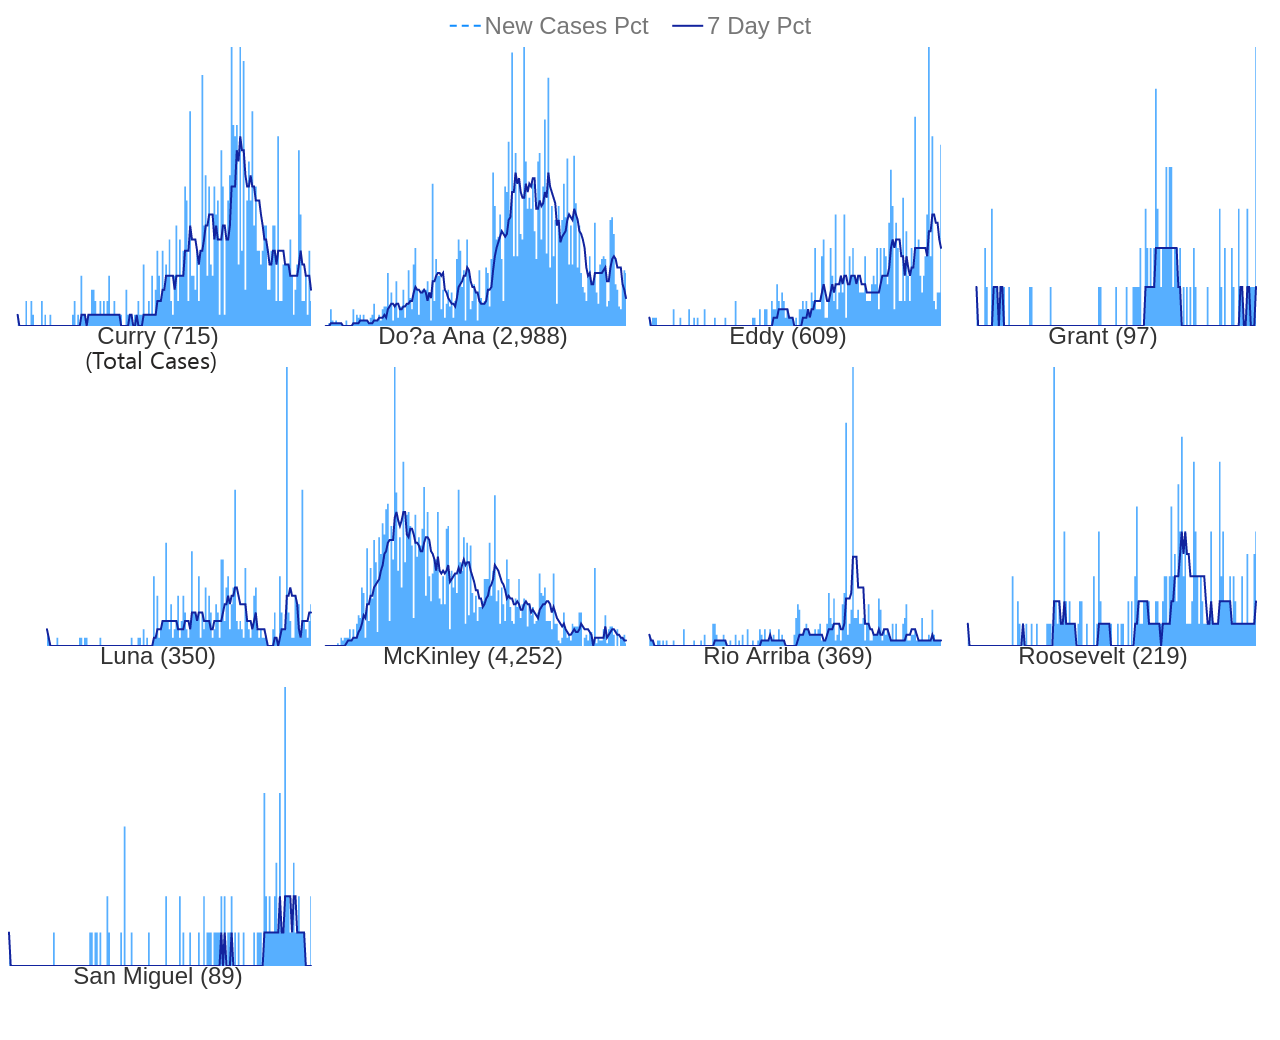 New Cases Pct 7 Day Pct
Curry (715) Do?a Ana (2,988) Eddy (609) Grant (97)
(Total Cases)
Luna (350) McKinley (4,252) Rio Arriba (369) Roosevelt (219)
San Miguel (89)